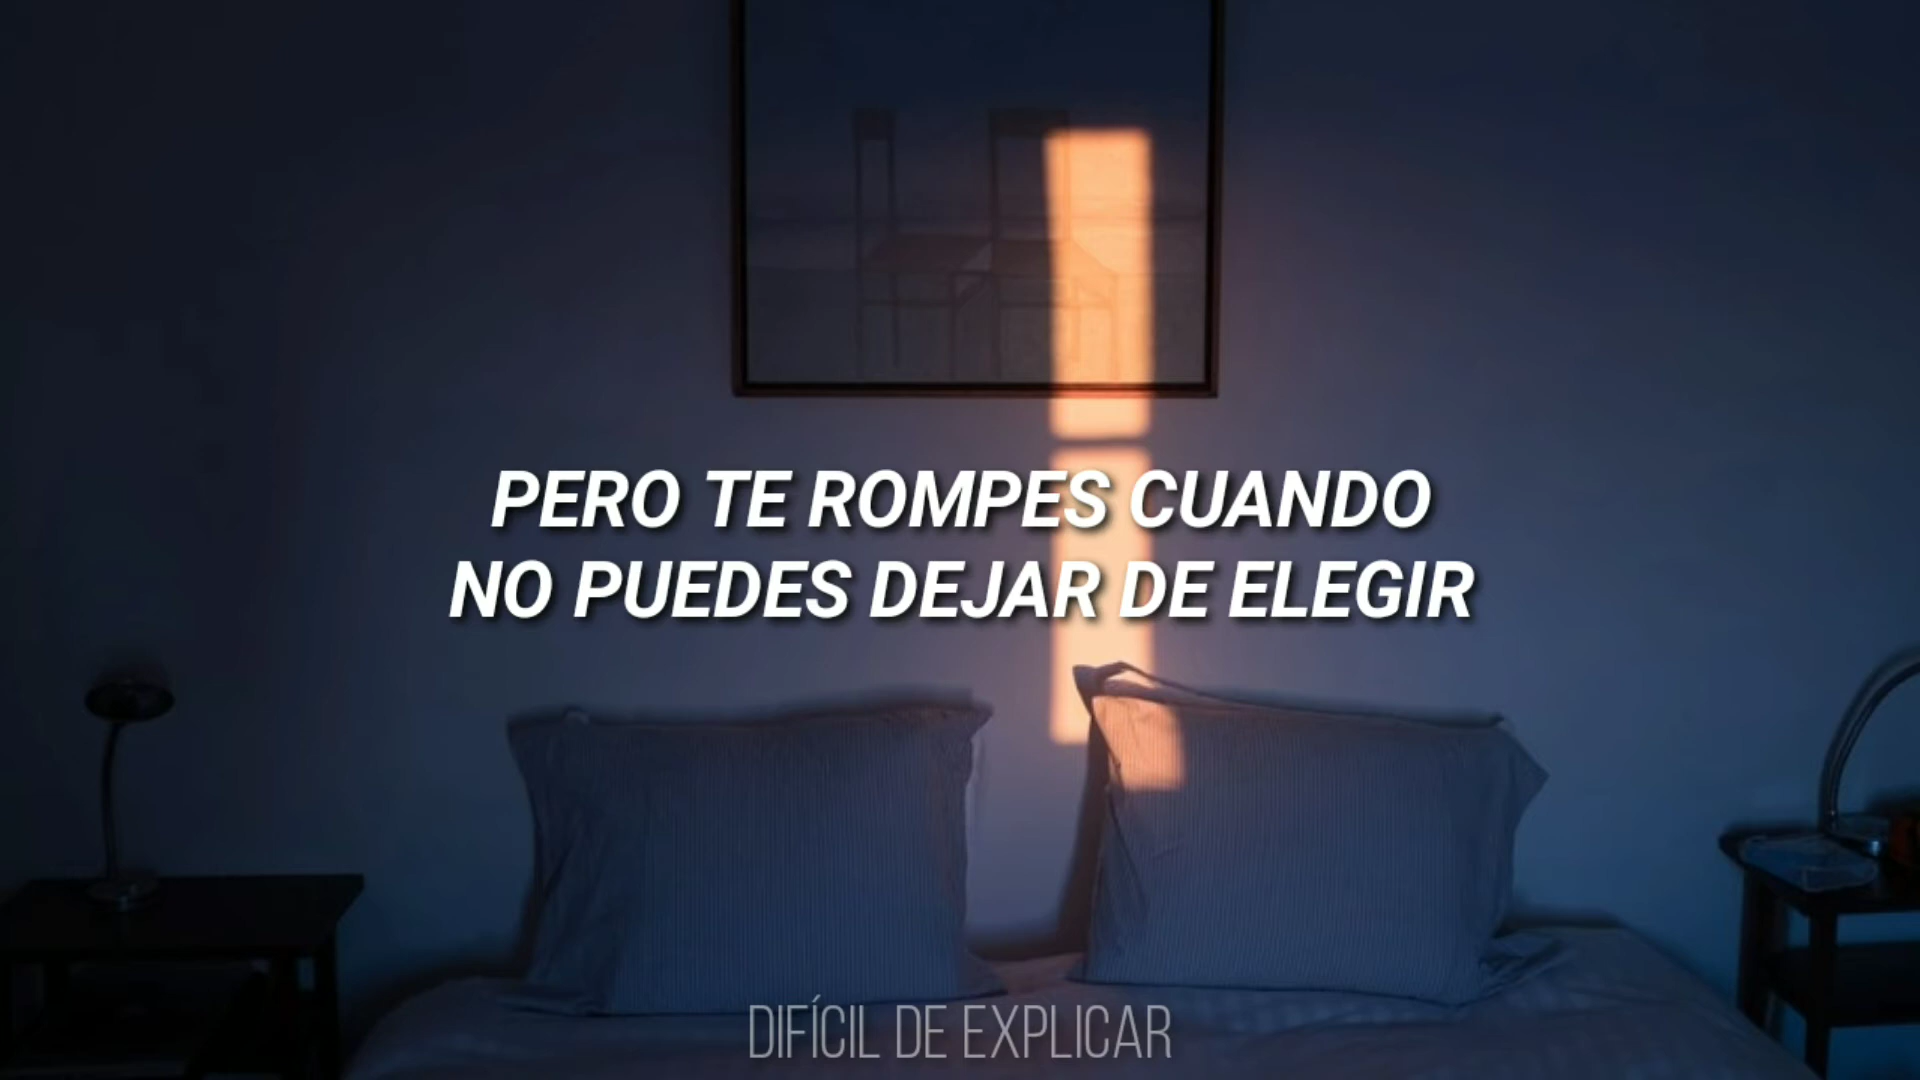 PERO TE ROMPES CUANDO
NO PUEDES DEJAR DE ELEGIR
DIFÍCIL DE EXPLICAR